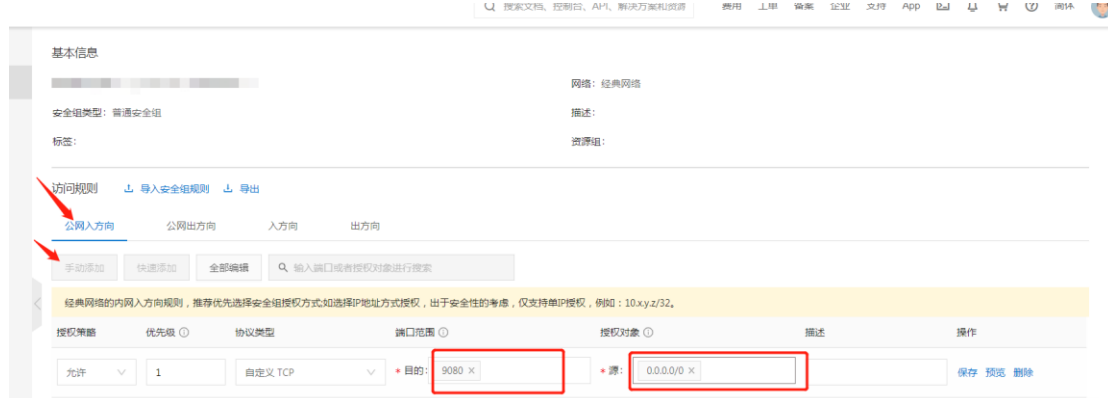 搜索文档、控制台、API、解决方案和资源 费用 工单 备案 企业 支持 App 简体
基本信息
网络：经典网络
安全组类型：普通安全组 描述：
标签： 资源组：
访问规则 导入安全组规则 导出
公网入方向 公网出方向 入方向 出方向
手动添加 快速添加 全部编辑 输入端口或者授权对象进行搜索
经典网络的内网入方向规则，推荐优先选择安全组授权方式;如选择IP地址方式授权，出于安全性的考虑，仅支持单IP授权，例如：10.x.y.z/32。
授权策略 优先级 协议类型 端口范围 授权对象 描述 操作
允许 1 自定义 TCP * 目的： 9080 × * 源： 0.0.0.0/0 × 保存 预览 删除